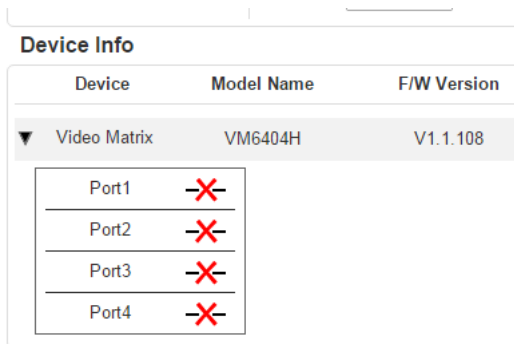 Device Info
Device Model Name F/W Version
Video Matrix VM6404H V1.1.108
Port1
Port2
Port3
Port4